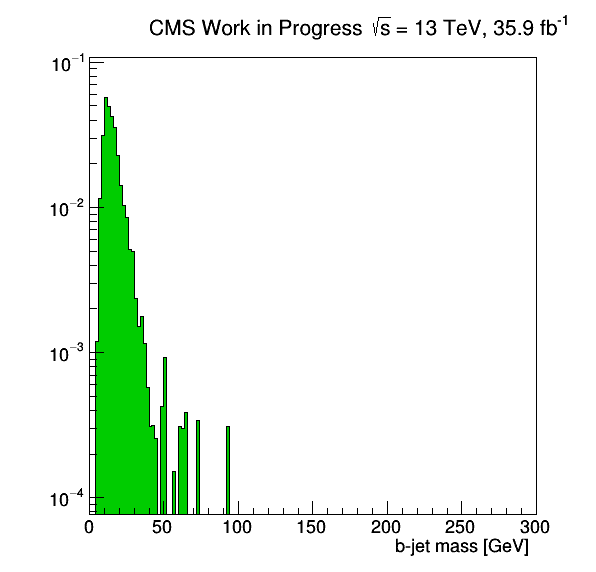 CMS Work in Progress √s = 13 TeV, 35.9 fb⁻¹
10⁻¹
10⁻²
10⁻³
10⁻⁴
0 50 100 150 200 250 300
b-jet mass [GeV]